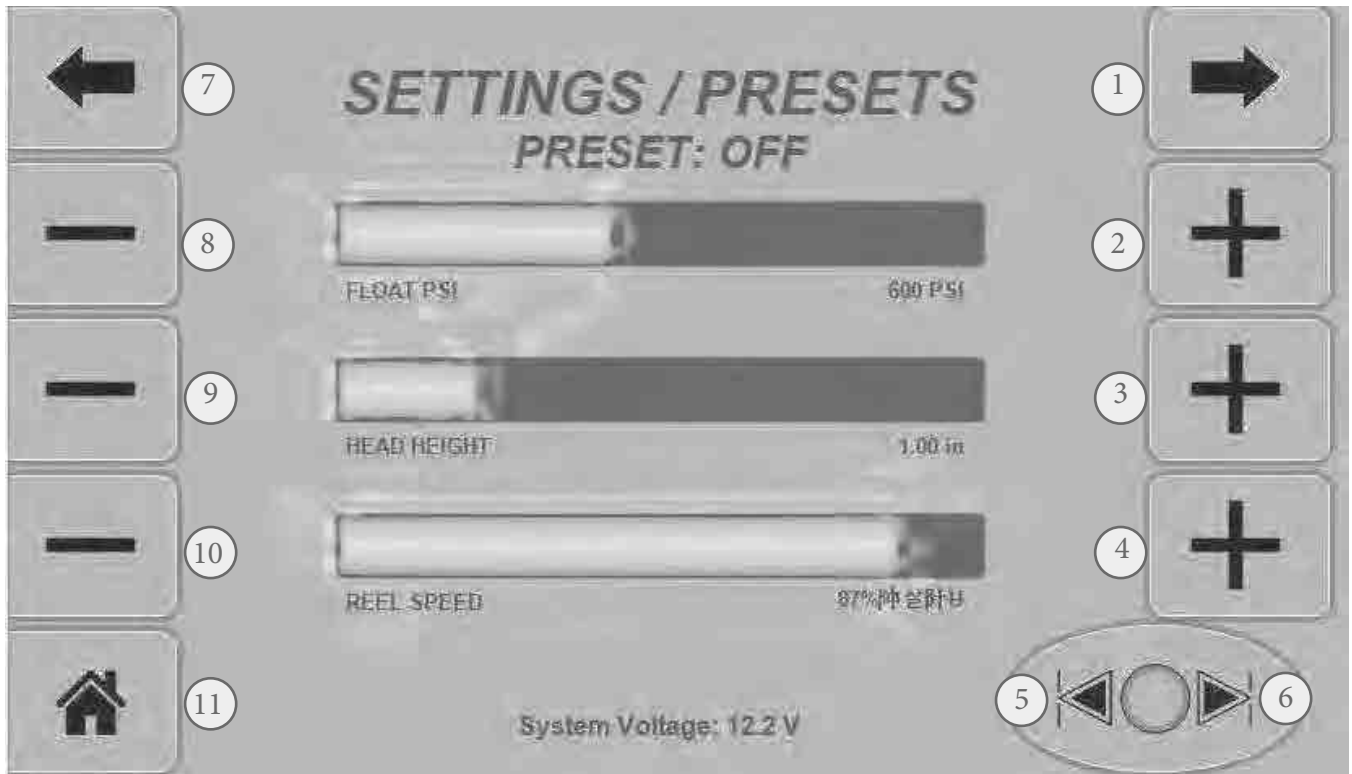 7
SETTINGS / PRESETS
1
PRESET: OFF
8
2
FLOAT PSI 600 PSI
9
3
HEAD HEIGHT 1.00 in
10
4
REEL SPEED 87%
11
System Voltage: 12.2 V
5
6